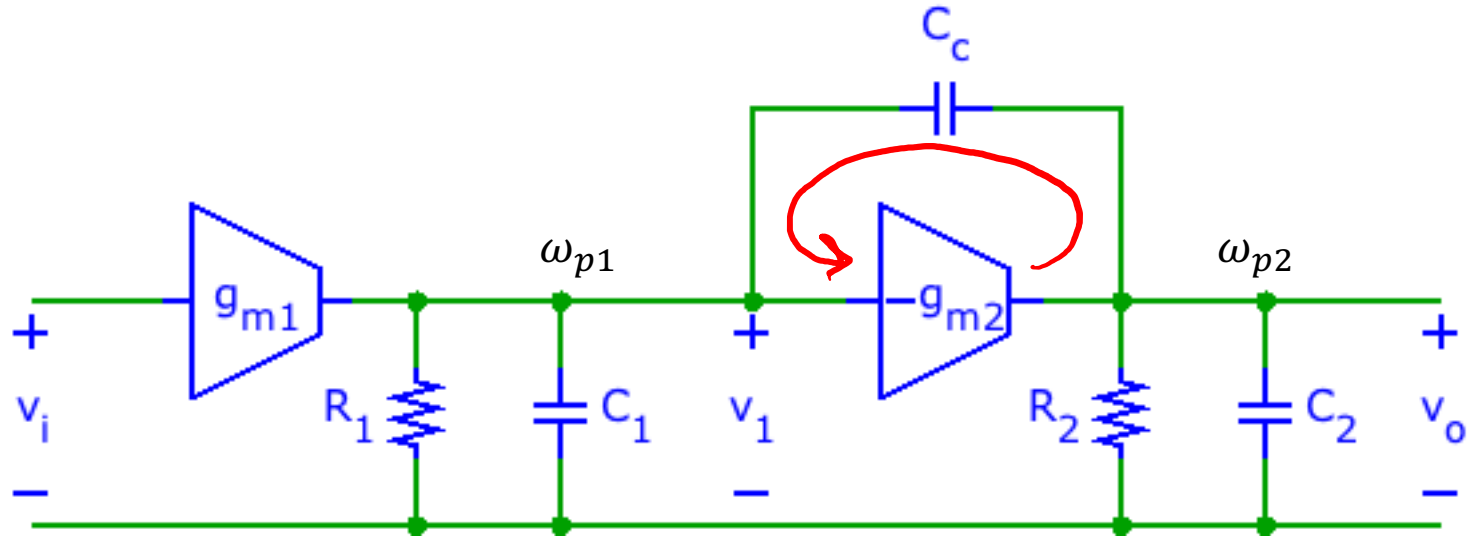 C_c
ω_p1
ω_p2
g_m1
−g_m2
+
+
+
v_i
R_1
C_1
v_1
R_2
C_2
v_o
−
−
−